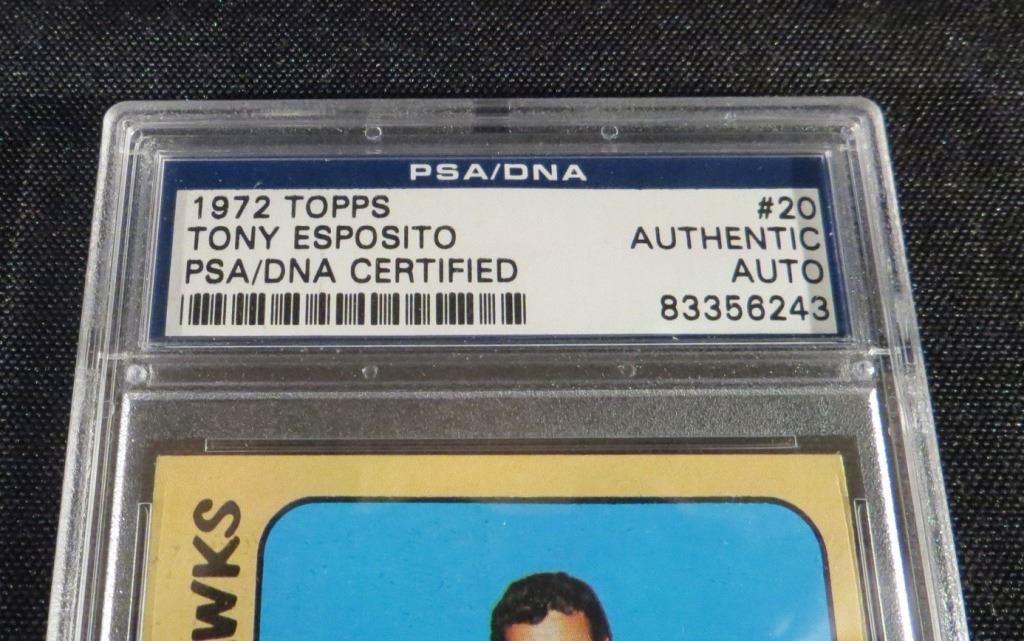 PSA/DNA
1972 TOPPS #20
TONY ESPOSITO AUTHENTIC
PSA/DNA CERTIFIED AUTO
83356243
WKS